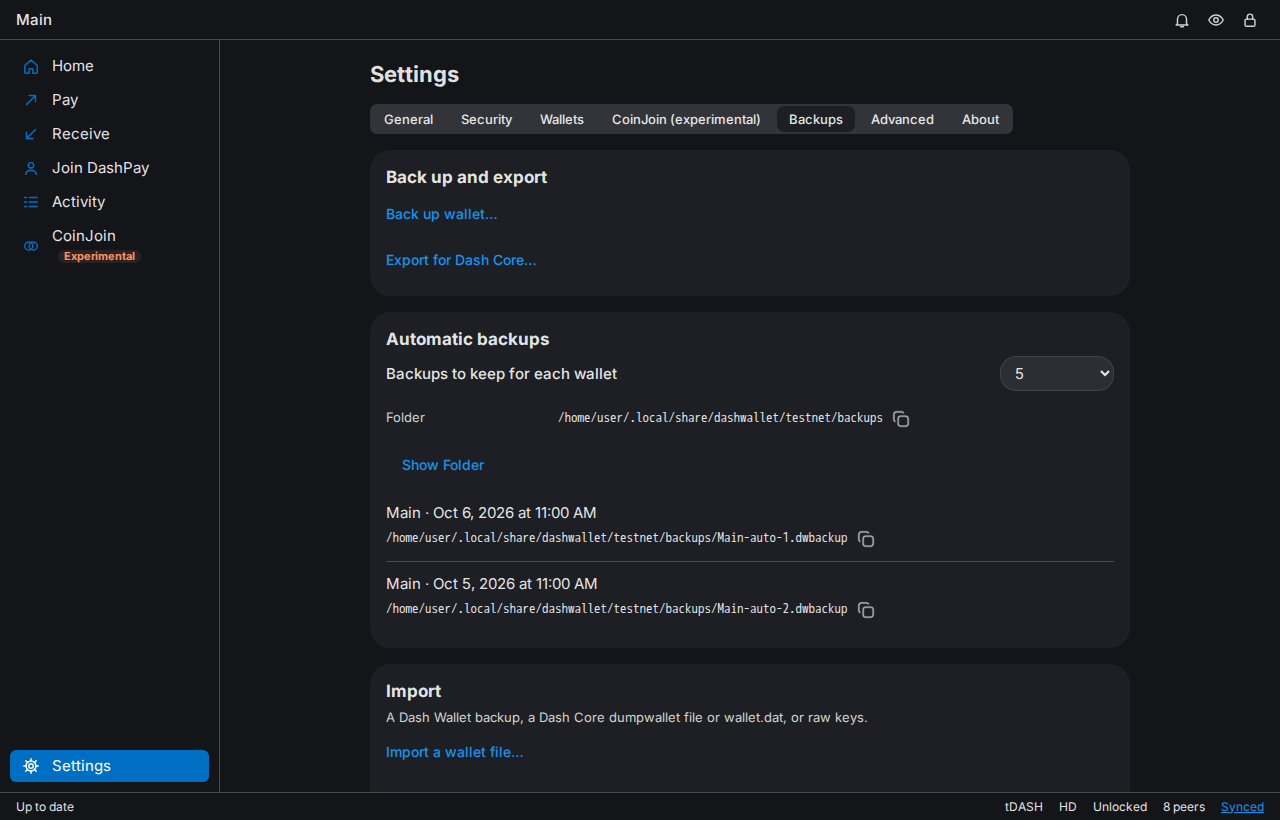 Main
Home
Pay
Receive
Join DashPay
Activity
CoinJoin
Experimental
Settings
Settings
General Security Wallets CoinJoin (experimental) Backups Advanced About
Back up and export
Back up wallet...
Export for Dash Core...
Automatic backups
Backups to keep for each wallet 5
Folder /home/user/.local/share/dashwallet/testnet/backups
Show Folder
Main · Oct 6, 2026 at 11:00 AM
/home/user/.local/share/dashwallet/testnet/backups/Main-auto-1.dwbackup
Main · Oct 5, 2026 at 11:00 AM
/home/user/.local/share/dashwallet/testnet/backups/Main-auto-2.dwbackup
Import
A Dash Wallet backup, a Dash Core dumpwallet file or wallet.dat, or raw keys.
Import a wallet file...
Up to date tDASH HD Unlocked 8 peers Synced